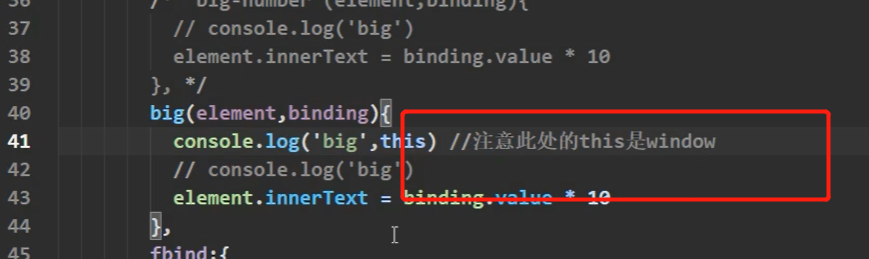 36 /* 'big-number'(element,binding){
37 // console.log('big')
38 element.innerText = binding.value * 10
39 }, */
40 big(element,binding){
41 console.log('big',this) //注意此处的this是window
42 // console.log('big')
43 element.innerText = binding.value * 10
44 },
45 fbind:{